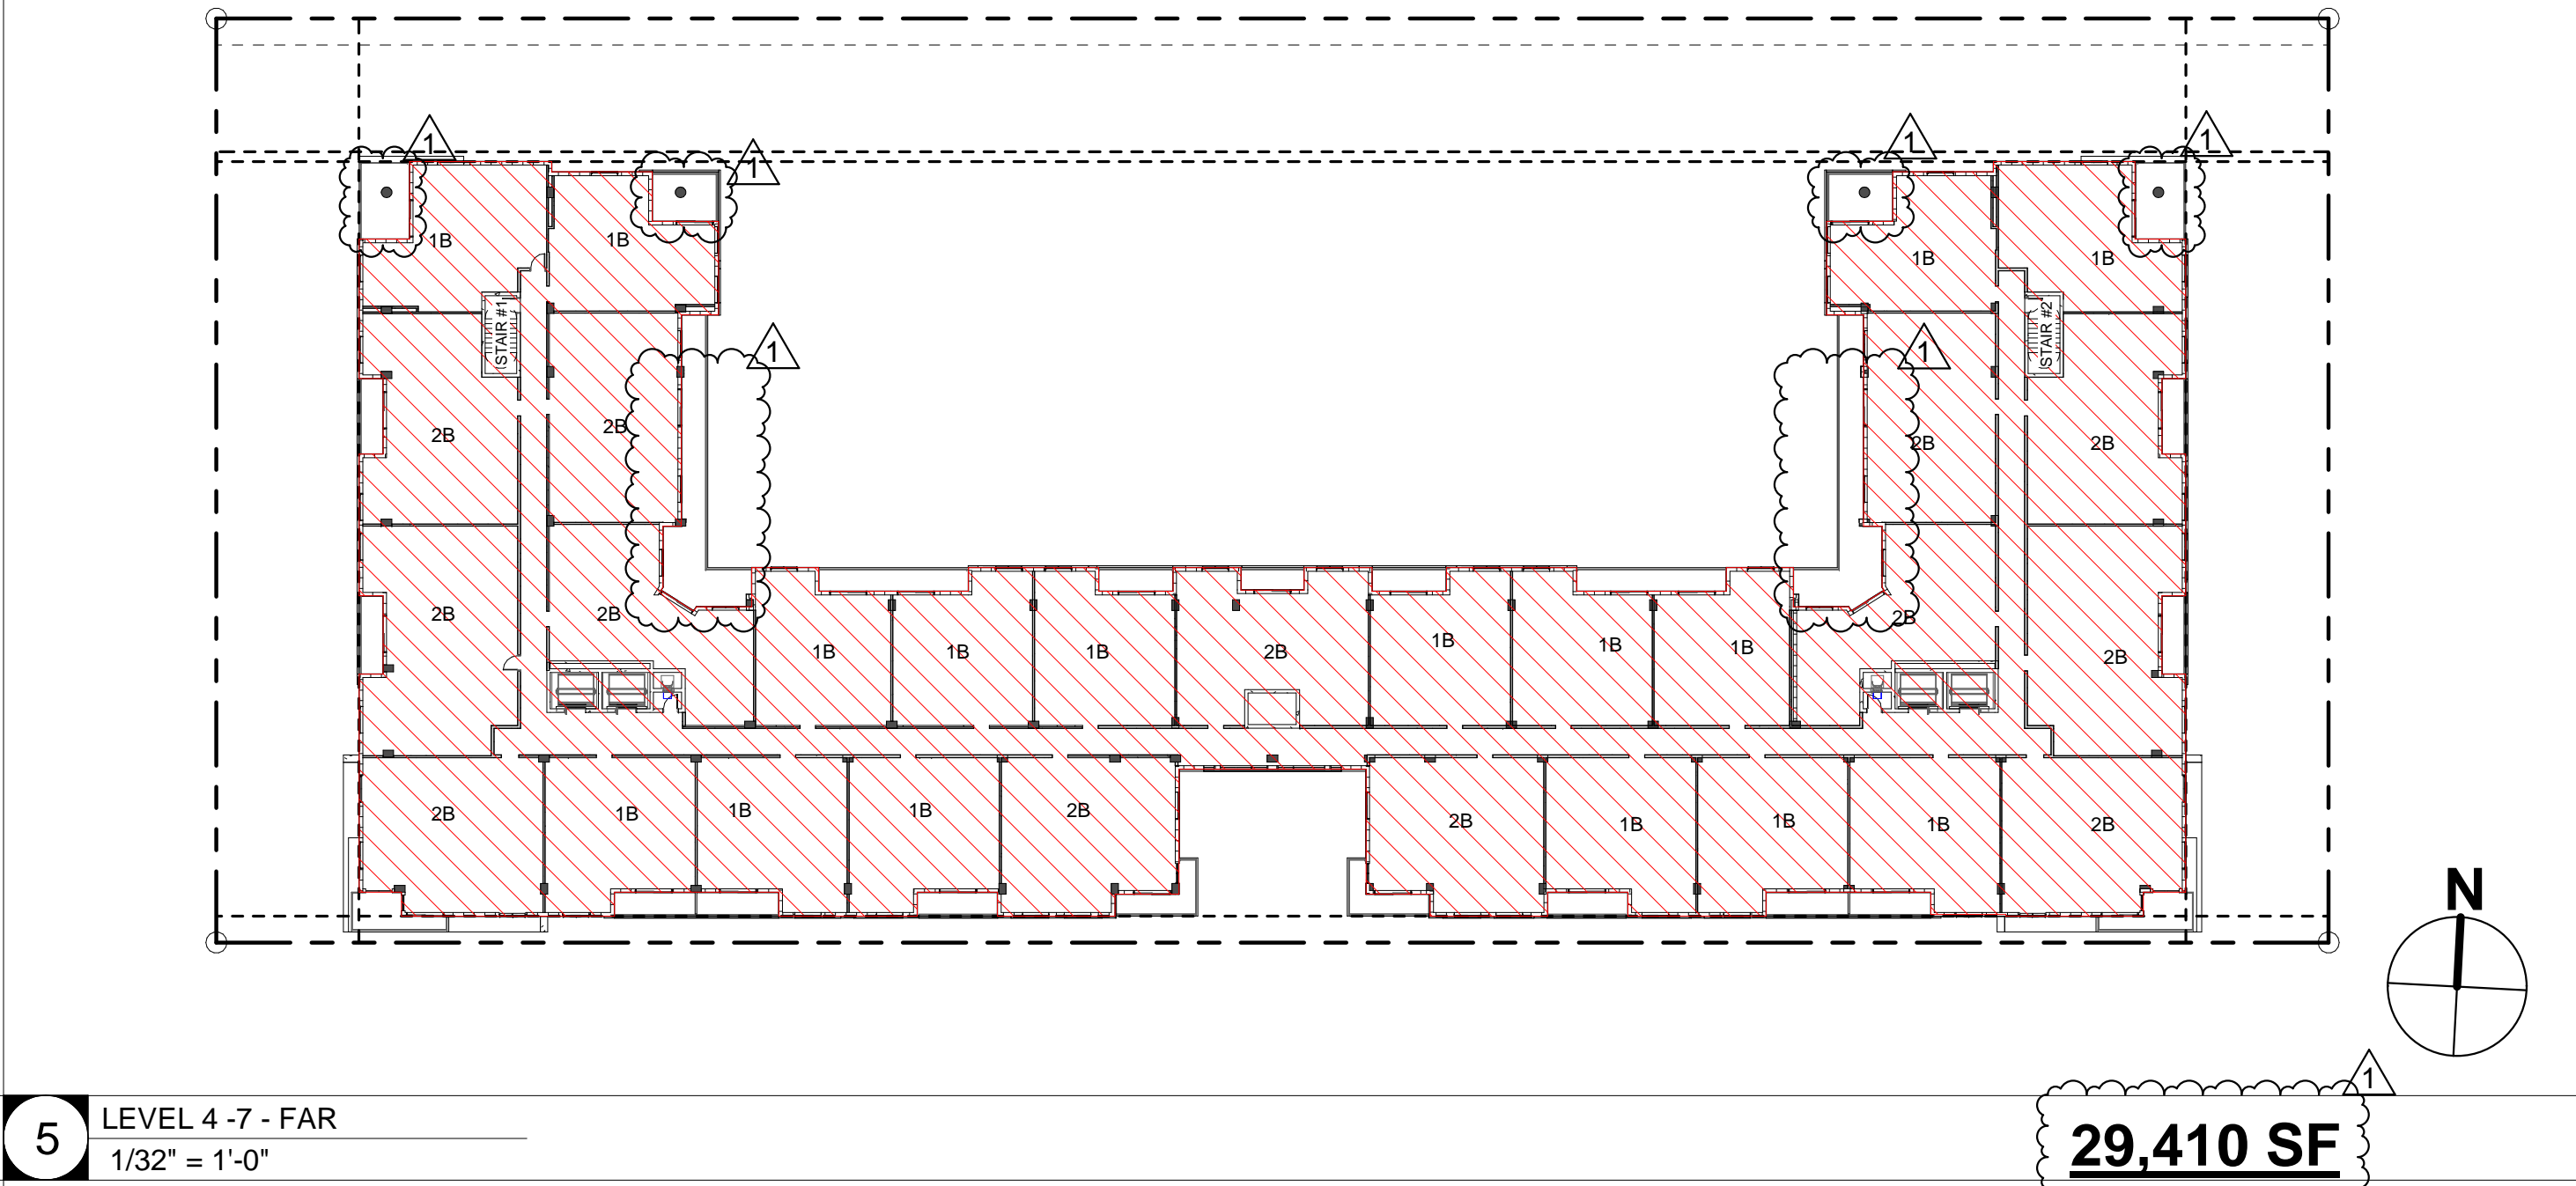 1 1 1 1
1B 1B 1B 1B
STAIR #1 STAIR #2
1 1
2B 2B 2B 2B
2B 2B 2B 2B
1B 1B 1B 2B 1B 1B 1B
2B 1B 1B 1B 2B 2B 1B 1B 1B 2B
N
1
5
LEVEL 4 -7 - FAR
1/32" = 1'-0"
29,410 SF